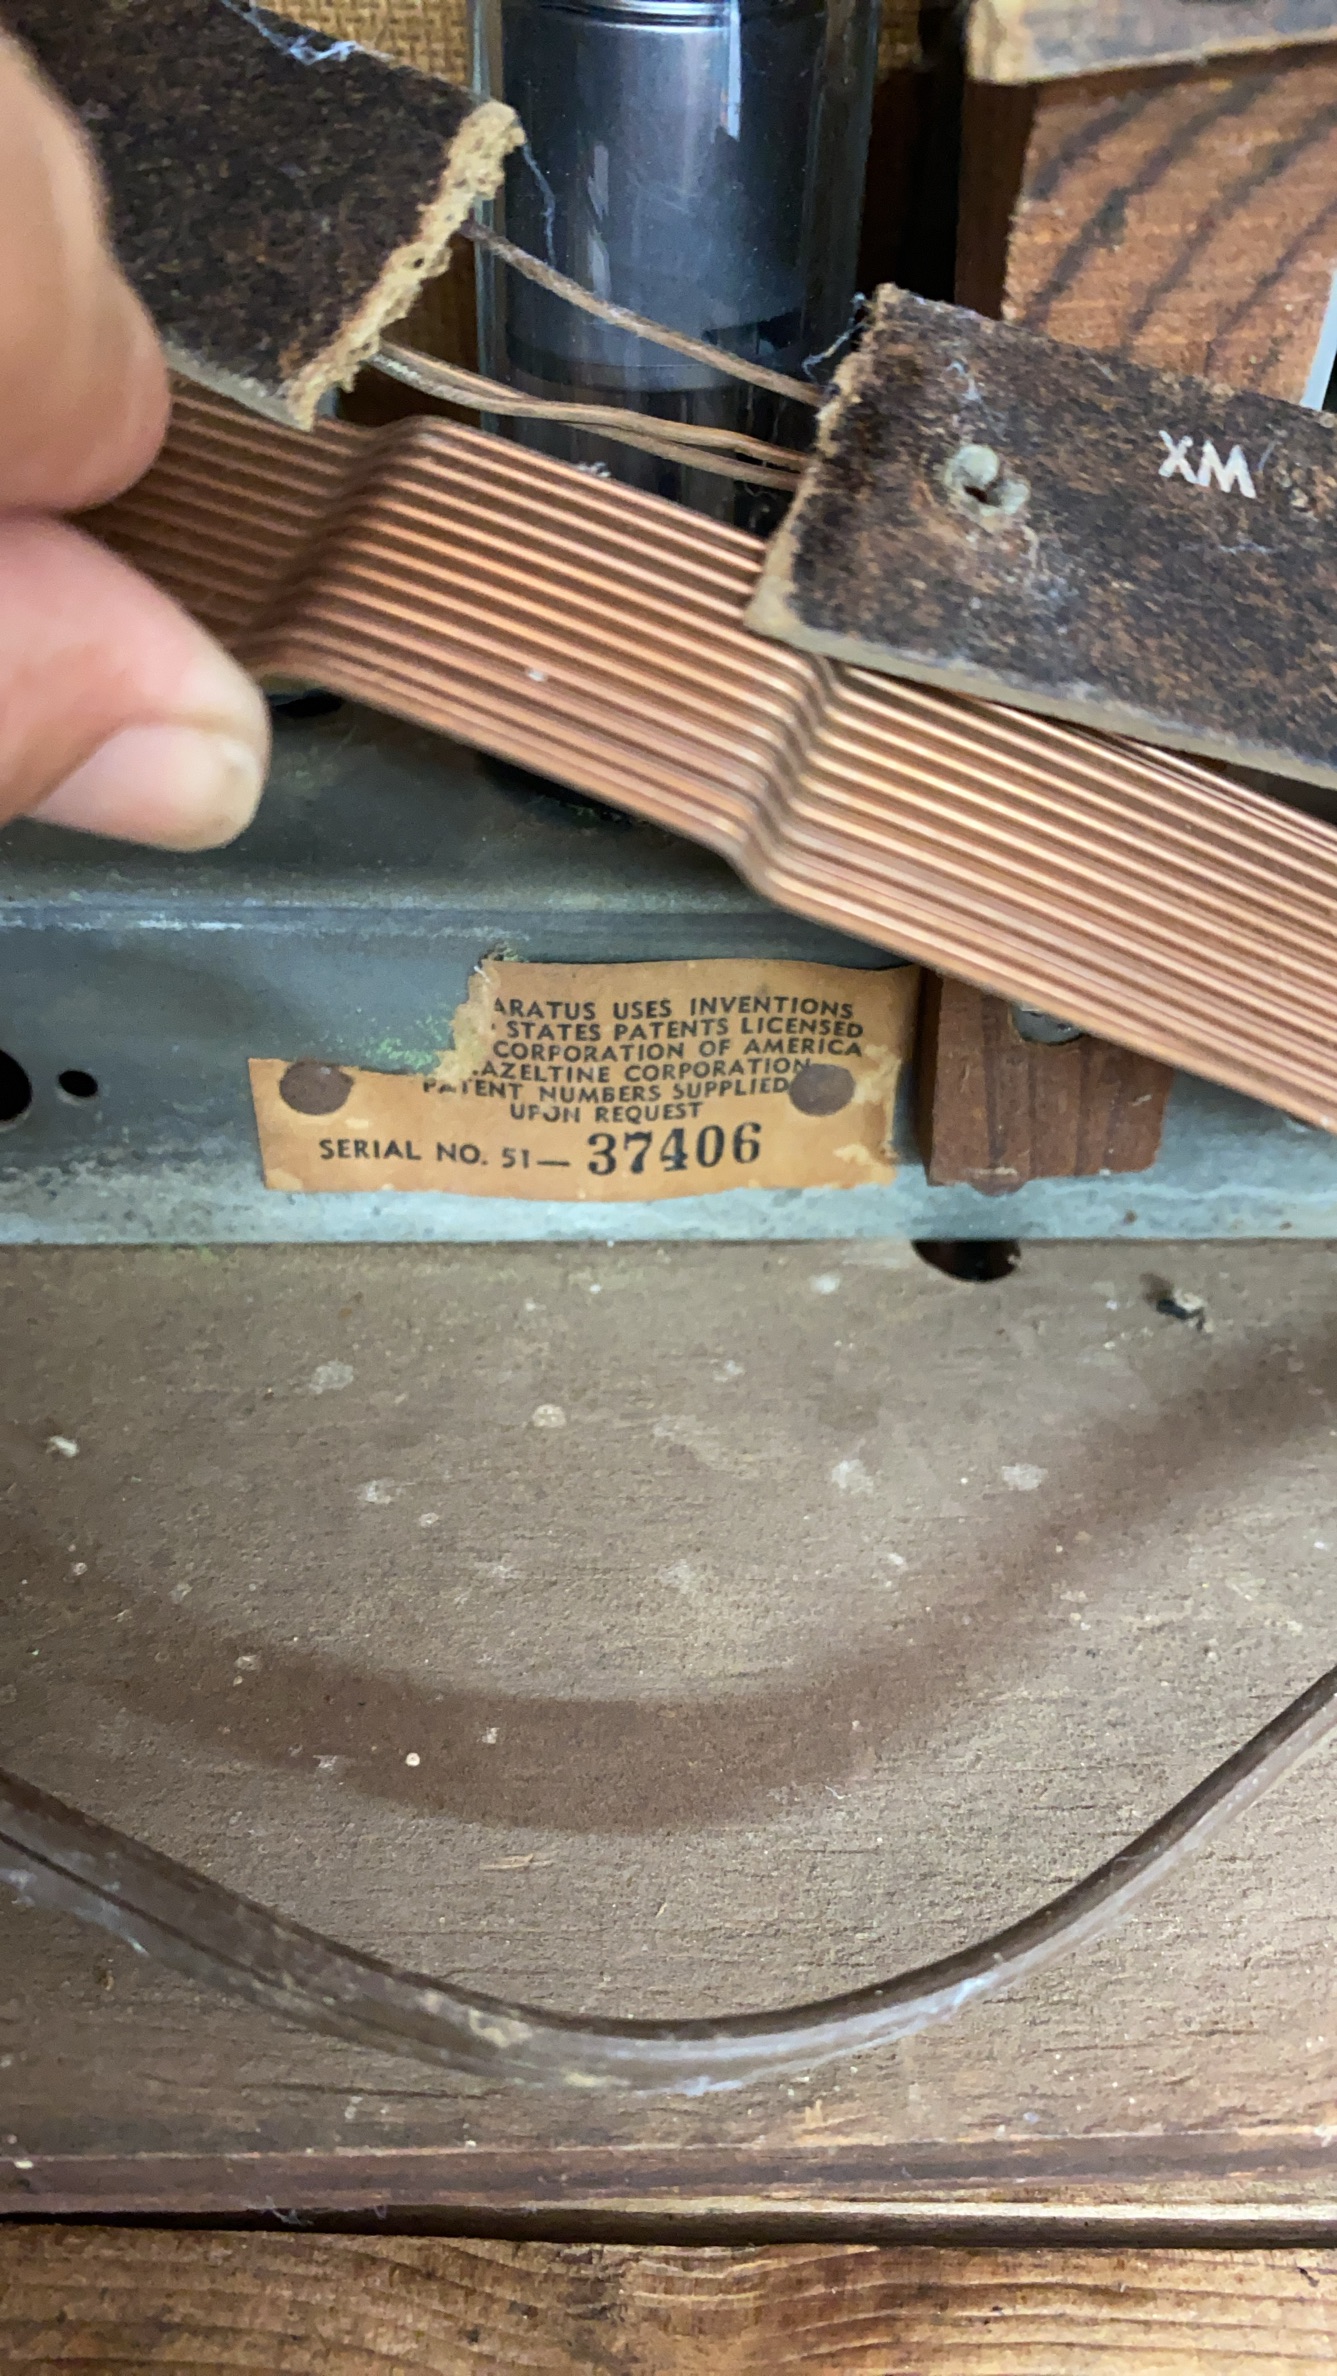 WX
ARATUS USES INVENTIONS
STATES PATENTS LICENSED
CORPORATION OF AMERICA
AZELTINE CORPORATION
PATENT NUMBERS SUPPLIED
UPON REQUEST
SERIAL NO. 51— 37406